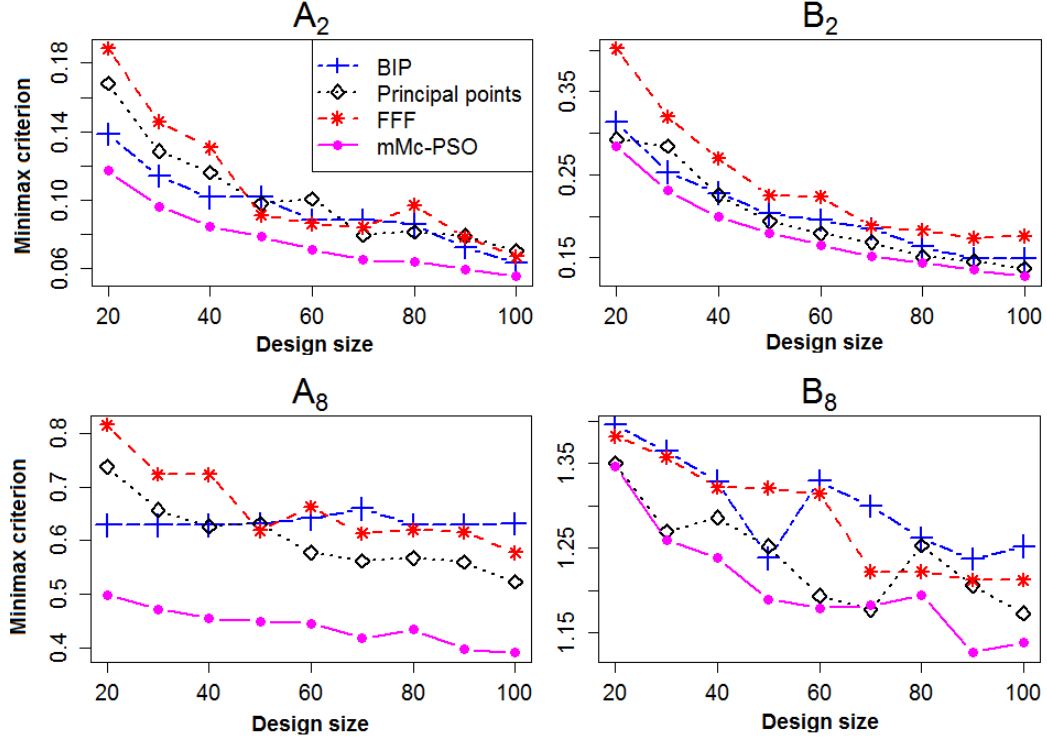 A2
B2
Minimax criterion
0.18
0.14
0.10
0.06
BIP
Principal points
FFF
mMc-PSO
20 40 60 80 100
Design size
0.35
0.25
0.15
20 40 60 80 100
Design size
A8
B8
Minimax criterion
0.8
0.7
0.6
0.5
0.4
20 40 60 80 100
Design size
1.35
1.25
1.15
20 40 60 80 100
Design size